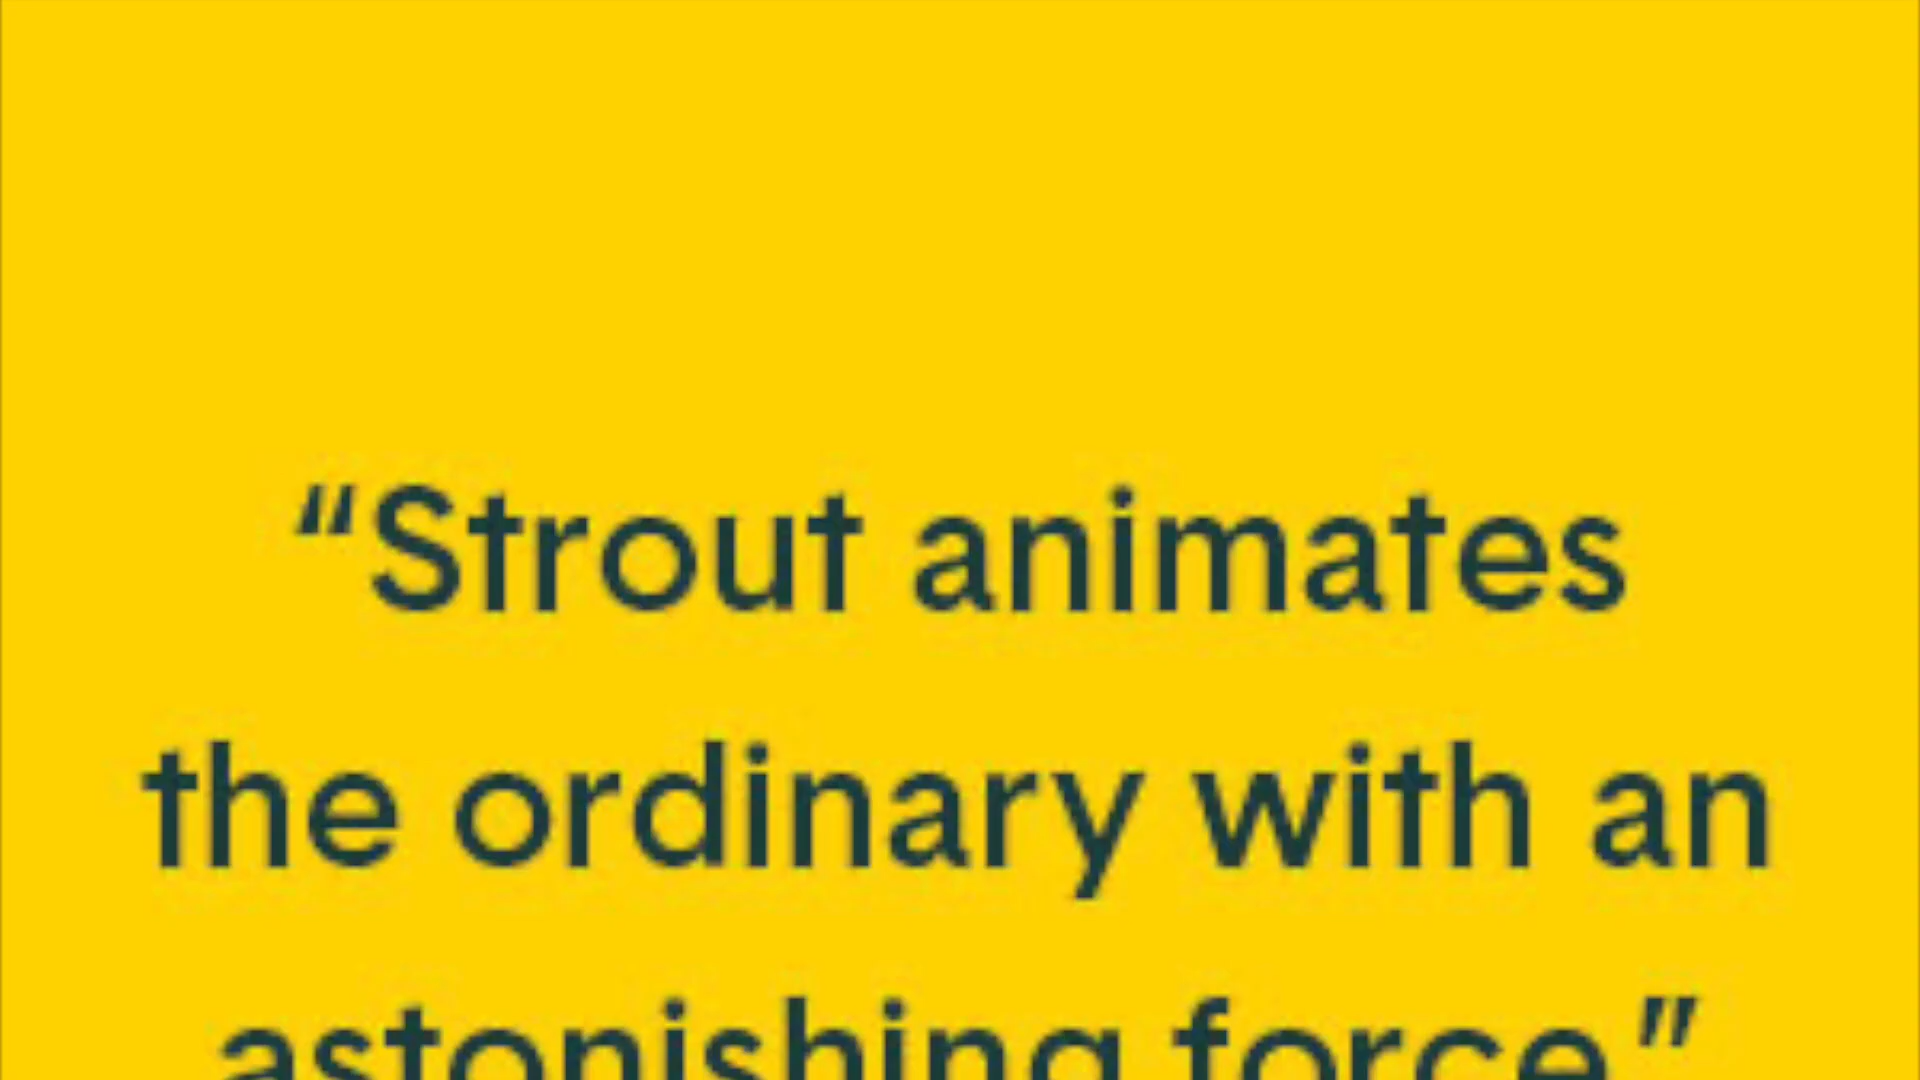 “Strout animates
the ordinary with an
astonishing force”